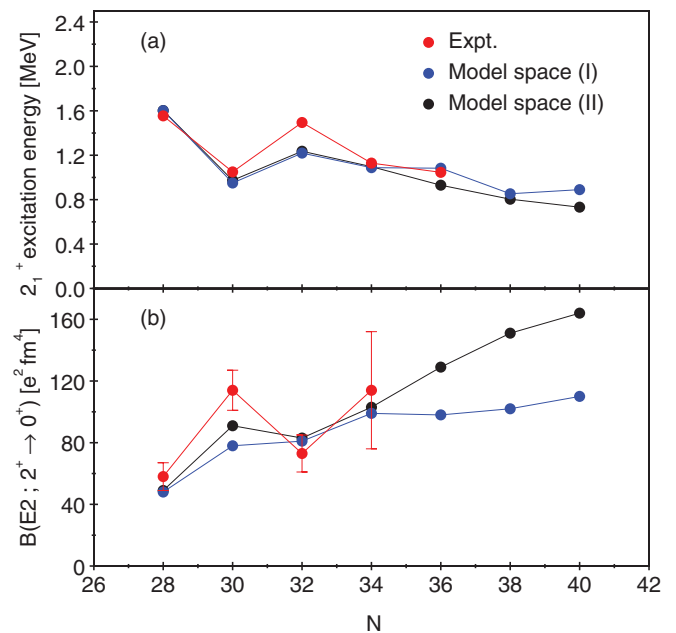 2.4
2.0
1.6
1.2
0.8
0.4
0.0
2₁⁺ excitation energy [MeV]
(a)
Expt.
Model space (I)
Model space (II)
160
120
80
40
0
B(E2 ; 2⁺ → 0⁺) [e² fm⁴]
(b)
26 28 30 32 34 36 38 40 42
N